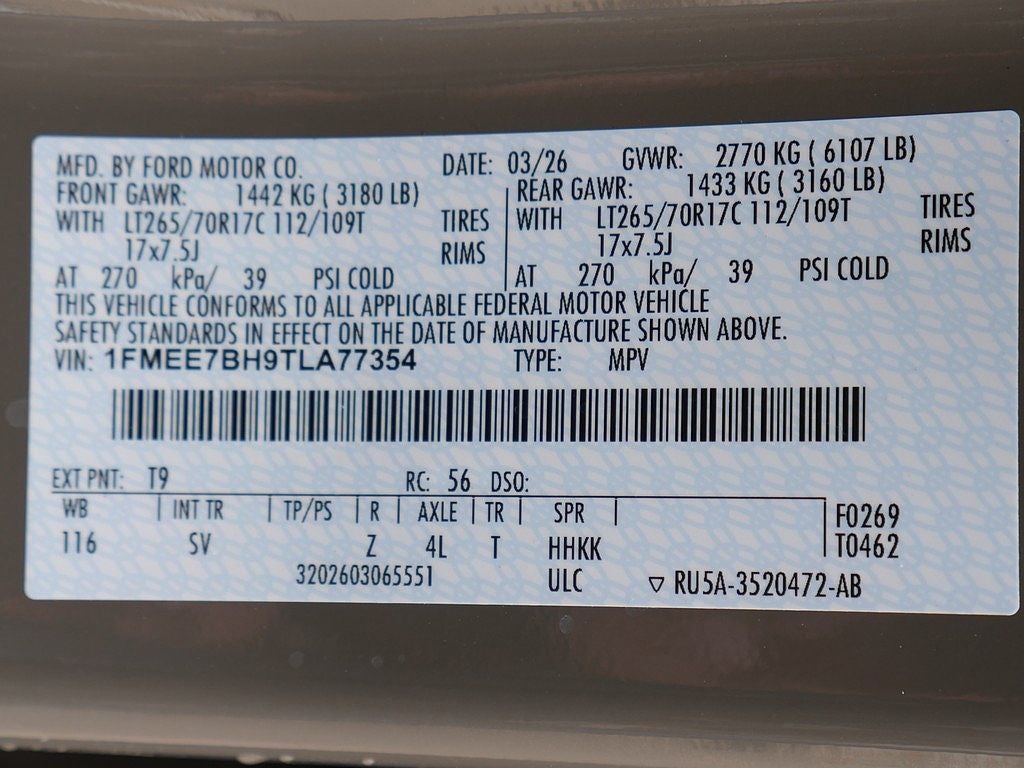 MFD. BY FORD MOTOR CO. DATE: 03/26 GVWR: 2770 KG ( 6107 LB)
FRONT GAWR: 1442 KG ( 3180 LB) REAR GAWR: 1433 KG ( 3160 LB)
WITH LT265/70R17C 112/109T TIRES WITH LT265/70R17C 112/109T TIRES
17x7.5J RIMS 17x7.5J RIMS
AT 270 kPa/ 39 PSI COLD AT 270 kPa/ 39 PSI COLD
THIS VEHICLE CONFORMS TO ALL APPLICABLE FEDERAL MOTOR VEHICLE
SAFETY STANDARDS IN EFFECT ON THE DATE OF MANUFACTURE SHOWN ABOVE.
VIN: 1FMEE7BH9TLA77354 TYPE: MPV
EXT PNT: T9 RC: 56 DSO:
WB INT TR TP/PS R AXLE TR SPR F0269
116 SV Z 4L T HHKK T0462
3202603065551 ULC ▽ RU5A-3520472-AB